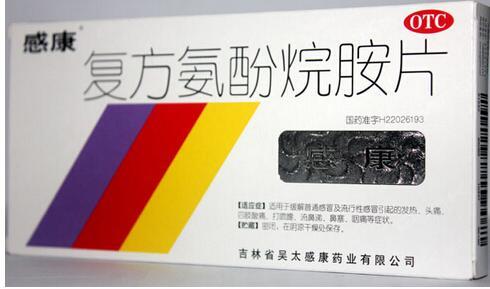 感康
OTC
复方氨酚烷胺片
国药准字H22026193
感康
【适应症】适用于缓解普通感冒及流行性感冒引起的发热、头痛、
四肢酸痛、打喷嚏、流鼻涕、鼻塞、咽痛等症状。
【贮藏】密闭，在阴凉干燥处保存。
吉林省吴太感康药业有限公司